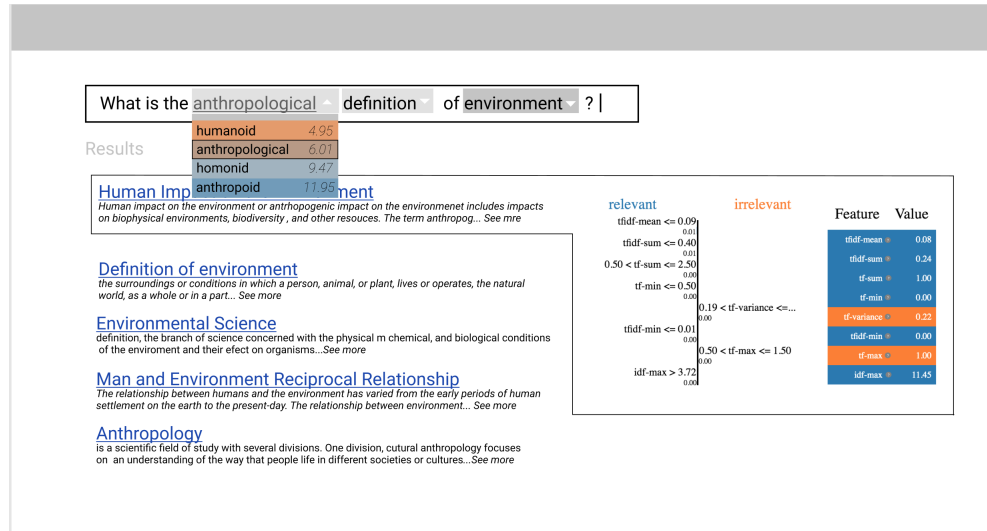 What is the anthropological definition of environment ? |
humanoid 4.95
anthropological 6.01
homonid 9.47
anthropoid 11.95
Results
Human Imp ment
Human impact on the environment or antrhopogenic impact on the environemnet includes impacts
on biophysical environments, biodiversity , and other resouces. The term anthropog... See mre
Definition of environment
the surroundings or conditions in which a person, animal, or plant, lives or operates, the natural
world, as a whole or in a part... See more
Environmental Science
definition, the branch of science concerned with the physical m chemical, and biological conditions
of the enviroment and their efect on organisms...See more
Man and Environment Reciprocal Relationship
The relationship between humans and the environment has varied from the early periods of human
settlement on the earth to the present-day. The relationship between environment... See more
Anthropology
is a scientific field of study with several divisions. One division, cutural anthropology focuses
on an understanding of the way that people life in different societies or cultures...See more
relevant irrelevant
tfidf-mean <= 0.09
0.01
tfidf-sum <= 0.40
0.01
0.50 < tf-sum <= 2.50
0.00
tf-min <= 0.50
0.00
0.19 < tf-variance <=...
0.00
tfidf-min <= 0.01
0.00
0.50 < tf-max <= 1.50
0.00
idf-max > 3.72
0.00
Feature Value
tfidf-mean 0.08
tfidf-sum 0.24
tf-sum 1.00
tf-min 0.00
tf-variance 0.22
tfidf-min 0.00
tf-max 1.00
idf-max 11.45